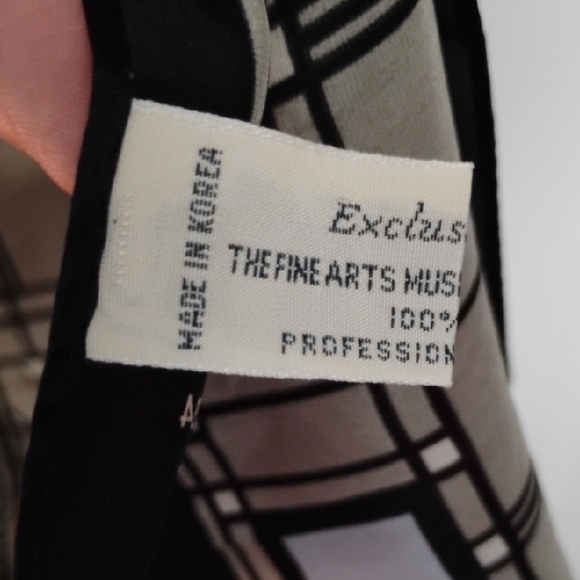 MADE IN KOREA
Exclus
THE FINE ARTS MUS
100%
PROFESSION